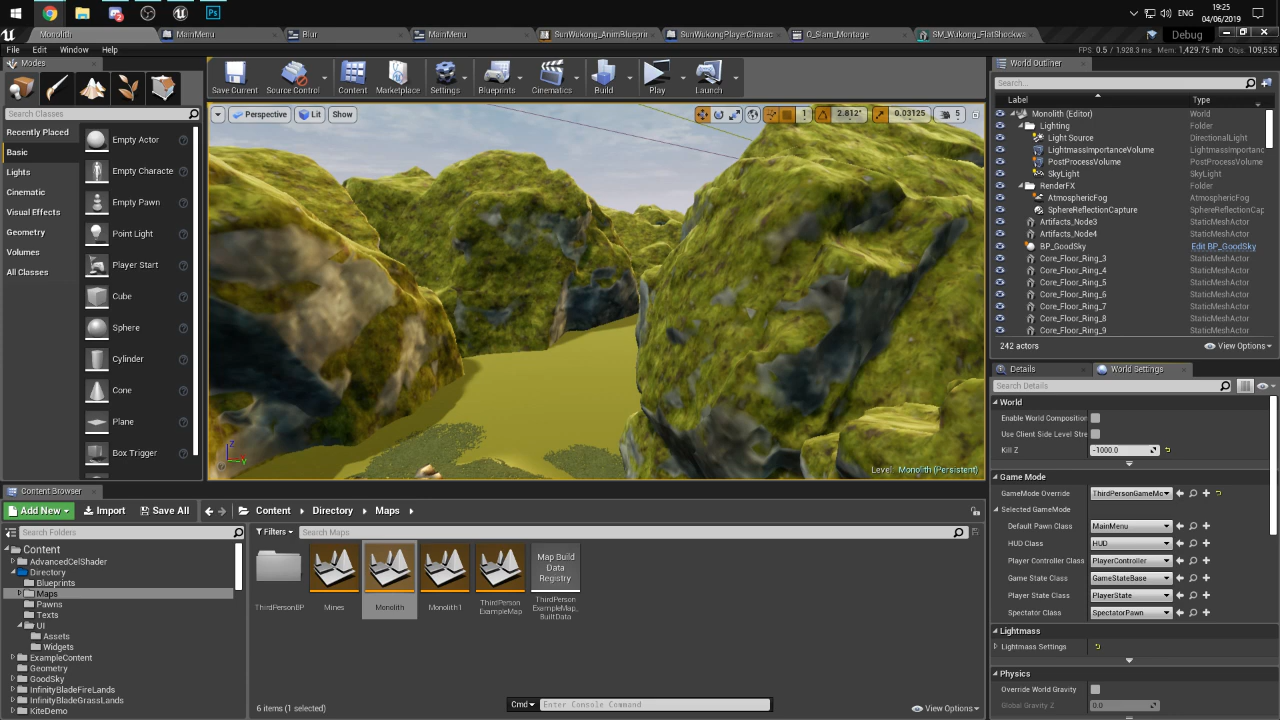 19:25
ENG
04/06/2019
Monolith
MainMenu
Blur
MainMenu
SunWukong_AnimBlueprin
SunWukongPlayerCharac
Q_Slam_Montage
SM_Wukong_FlatShockwa
Debug
File Edit Window Help
FPS: 0.5 / 1,928.3 ms Mem: 1,429.75 mb Objs: 109,535
Modes
Search Classes
Recently Placed
Basic
Lights
Cinematic
Visual Effects
Geometry
Volumes
All Classes
Empty Actor
Empty Characte
Empty Pawn
Point Light
Player Start
Cube
Sphere
Cylinder
Cone
Plane
Box Trigger
Save Current
Source Control
Content
Marketplace
Settings
Blueprints
Cinematics
Build
Play
Launch
Perspective Lit Show
1 2.812° 0.03125 5
Z
Y
Level: Monolith (Persistent)
World Outliner
Search...
Label Type
Monolith (Editor) World
Lighting Folder
Light Source DirectionalLight
LightmassImportanceVolume LightmassImportan
PostProcessVolume PostProcessVolume
SkyLight SkyLight
RenderFX Folder
AtmosphericFog AtmosphericFog
SphereReflectionCapture SphereReflectionCap
Artifacts_Node3 StaticMeshActor
Artifacts_Node4 StaticMeshActor
BP_GoodSky Edit BP_GoodSky
Core_Floor_Ring_3 StaticMeshActor
Core_Floor_Ring_4 StaticMeshActor
Core_Floor_Ring_5 StaticMeshActor
Core_Floor_Ring_6 StaticMeshActor
Core_Floor_Ring_7 StaticMeshActor
Core_Floor_Ring_8 StaticMeshActor
Core_Floor_Ring_9 StaticMeshActor
242 actors View Options
Details World Settings
Search Details
World
Enable World Composition
Use Client Side Level Stre
Kill Z -1000.0
Game Mode
GameMode Override ThirdPersonGameMo
Selected GameMode
Default Pawn Class MainMenu
HUD Class HUD
Player Controller Class PlayerController
Game State Class GameStateBase
Player State Class PlayerState
Spectator Class SpectatorPawn
Lightmass
Lightmass Settings
Physics
Override World Gravity
Global Gravity Z 0.0
Content Browser
Add New Import Save All Content Directory Maps
Search Folders
Filters Search Maps
Content
AdvancedCelShader
Directory
Blueprints
Maps
Pawns
Texts
UI
Assets
Widgets
ExampleContent
Geometry
GoodSky
InfinityBladeFireLands
InfinityBladeGrassLands
KiteDemo
Map Build
Data
Registry
ThirdPersonBP
Mines
Monolith
Monolith1
ThirdPerson
ExampleMap
ThirdPerson
ExampleMap_
BuiltData
6 items (1 selected)
Cmd Enter Console Command
View Options